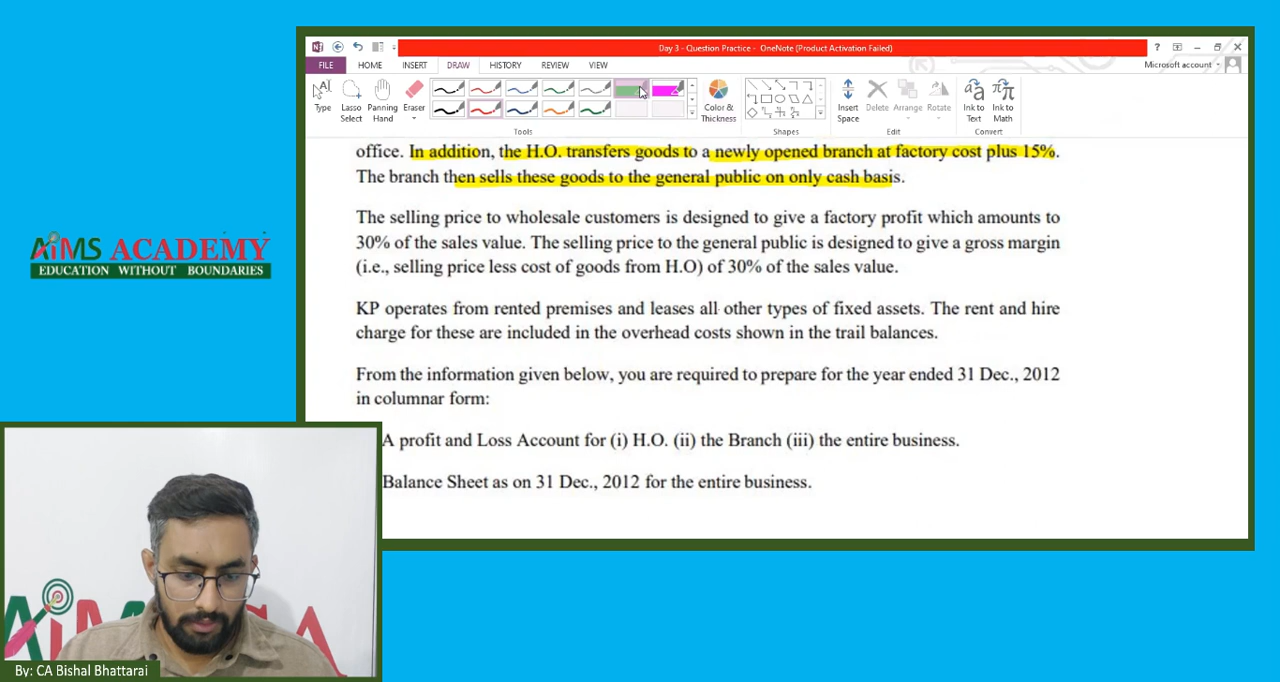 Day 3 - Question Practice - OneNote (Product Activation Failed)
FILE HOME INSERT DRAW HISTORY REVIEW VIEW
Microsoft account
Type
Lasso Select
Panning Hand
Eraser
Color & Thickness
Insert Space
Delete
Arrange
Rotate
Ink to Text
Ink to Math
Tools
Shapes
Edit
Convert
office. In addition, the H.O. transfers goods to a newly opened branch at factory cost plus 15%.
The branch then sells these goods to the general public on only cash basis.
The selling price to wholesale customers is designed to give a factory profit which amounts to
30% of the sales value. The selling price to the general public is designed to give a gross margin
(i.e., selling price less cost of goods from H.O) of 30% of the sales value.
KP operates from rented premises and leases all other types of fixed assets. The rent and hire
charge for these are included in the overhead costs shown in the trail balances.
From the information given below, you are required to prepare for the year ended 31 Dec., 2012
in columnar form:
A profit and Loss Account for (i) H.O. (ii) the Branch (iii) the entire business.
Balance Sheet as on 31 Dec., 2012 for the entire business.
AiMS ACADEMY
EDUCATION WITHOUT BOUNDARIES
By: CA Bishal Bhattarai